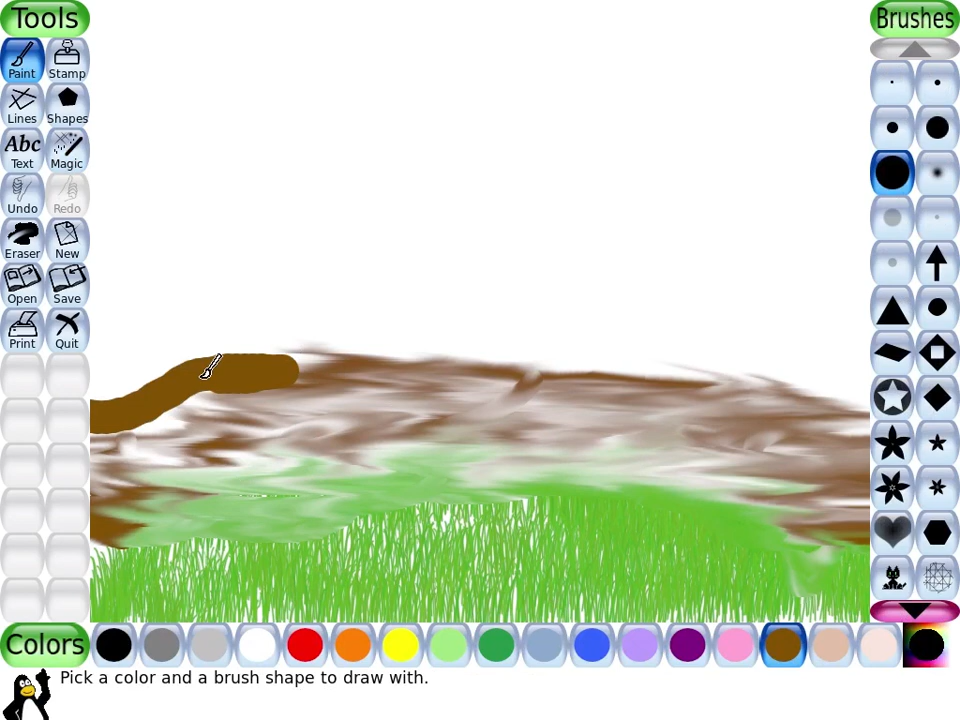 Tools
Brushes
Paint
Stamp
Lines
Shapes
Abc
Text
Magic
Undo
Redo
Eraser
New
Open
Save
Print
Quit
Colors
Pick a color and a brush shape to draw with.